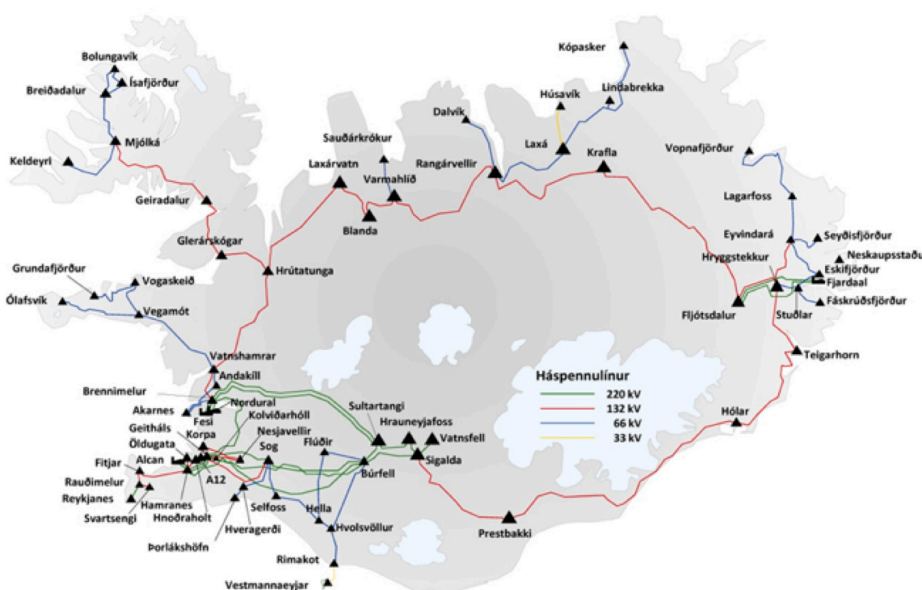 Kópasker
Bolungavík
Ísafjörður
Breiðadalur
Húsavík
Lindabrekka
Dalvík
Mjólká
Sauðárkrókur
Laxá
Keldeyri
Laxárvatn
Rangárvellir
Krafla
Vopnafjörður
Varmahlíð
Geiradalur
Lagarfoss
Blanda
Glerárskógar
Eyvindará
Seyðisfjörður
Hryggstekkur
Neskaupsstaðu
Grundafjörður
Vogaskeið
Hrútatunga
Eskifjörður
Fjardaal
Ólafsvík
Fáskrúðsfjörður
Vegamót
Fljótsdalur
Stuðlar
Vatnshamrar
Teigarhorn
Andakíll
Háspennulínur
Brennimelur
220 kV
Nordural
Sultartangi
132 kV
Akarnes
Fesi
Kolviðarhóll
Hrauneyjafoss
66 kV
Hólar
Geitháls
Korpa
Nesjavellir
Vatnsfell
33 kV
Öldugata
Sog
Flúðir
Alcan
Sigalda
Fitjar
Búrfell
Rauðimelur
A12
Reykjanes
Hamranes
Selfoss
Hella
Svartsengi
Hnoðraholt
Hvolsvöllur
Prestbakki
Hveragerði
Þorlákshöfn
Rimakot
Vestmannaeyjar